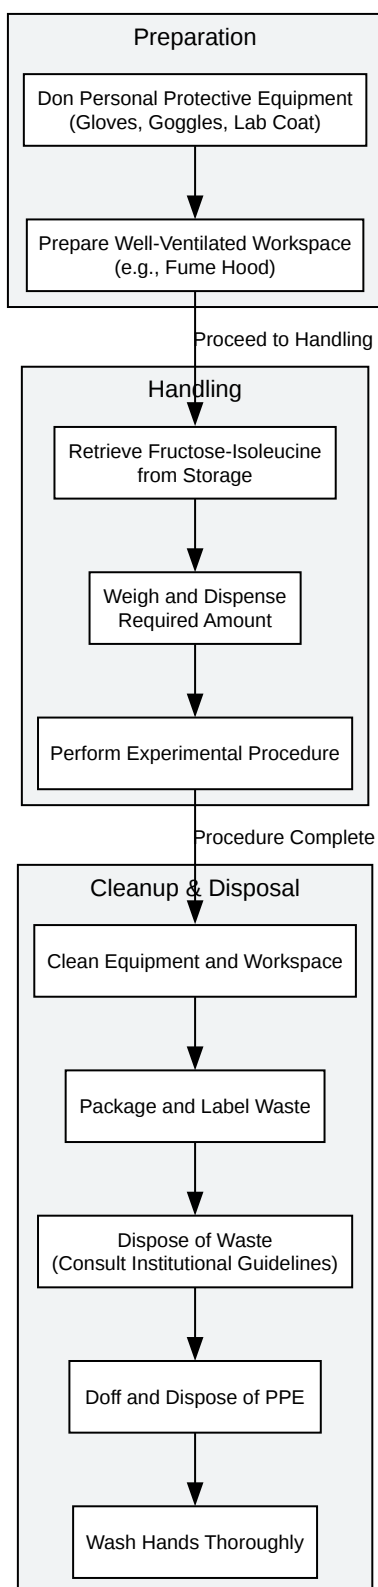 Preparation
Don Personal Protective Equipment
(Gloves, Goggles, Lab Coat)
Prepare Well-Ventilated Workspace
(e.g., Fume Hood)
Proceed to Handling
Handling
Retrieve Fructose-Isoleucine
from Storage
Weigh and Dispense
Required Amount
Perform Experimental Procedure
Procedure Complete
Cleanup & Disposal
Clean Equipment and Workspace
Package and Label Waste
Dispose of Waste
(Consult Institutional Guidelines)
Doff and Dispose of PPE
Wash Hands Thoroughly